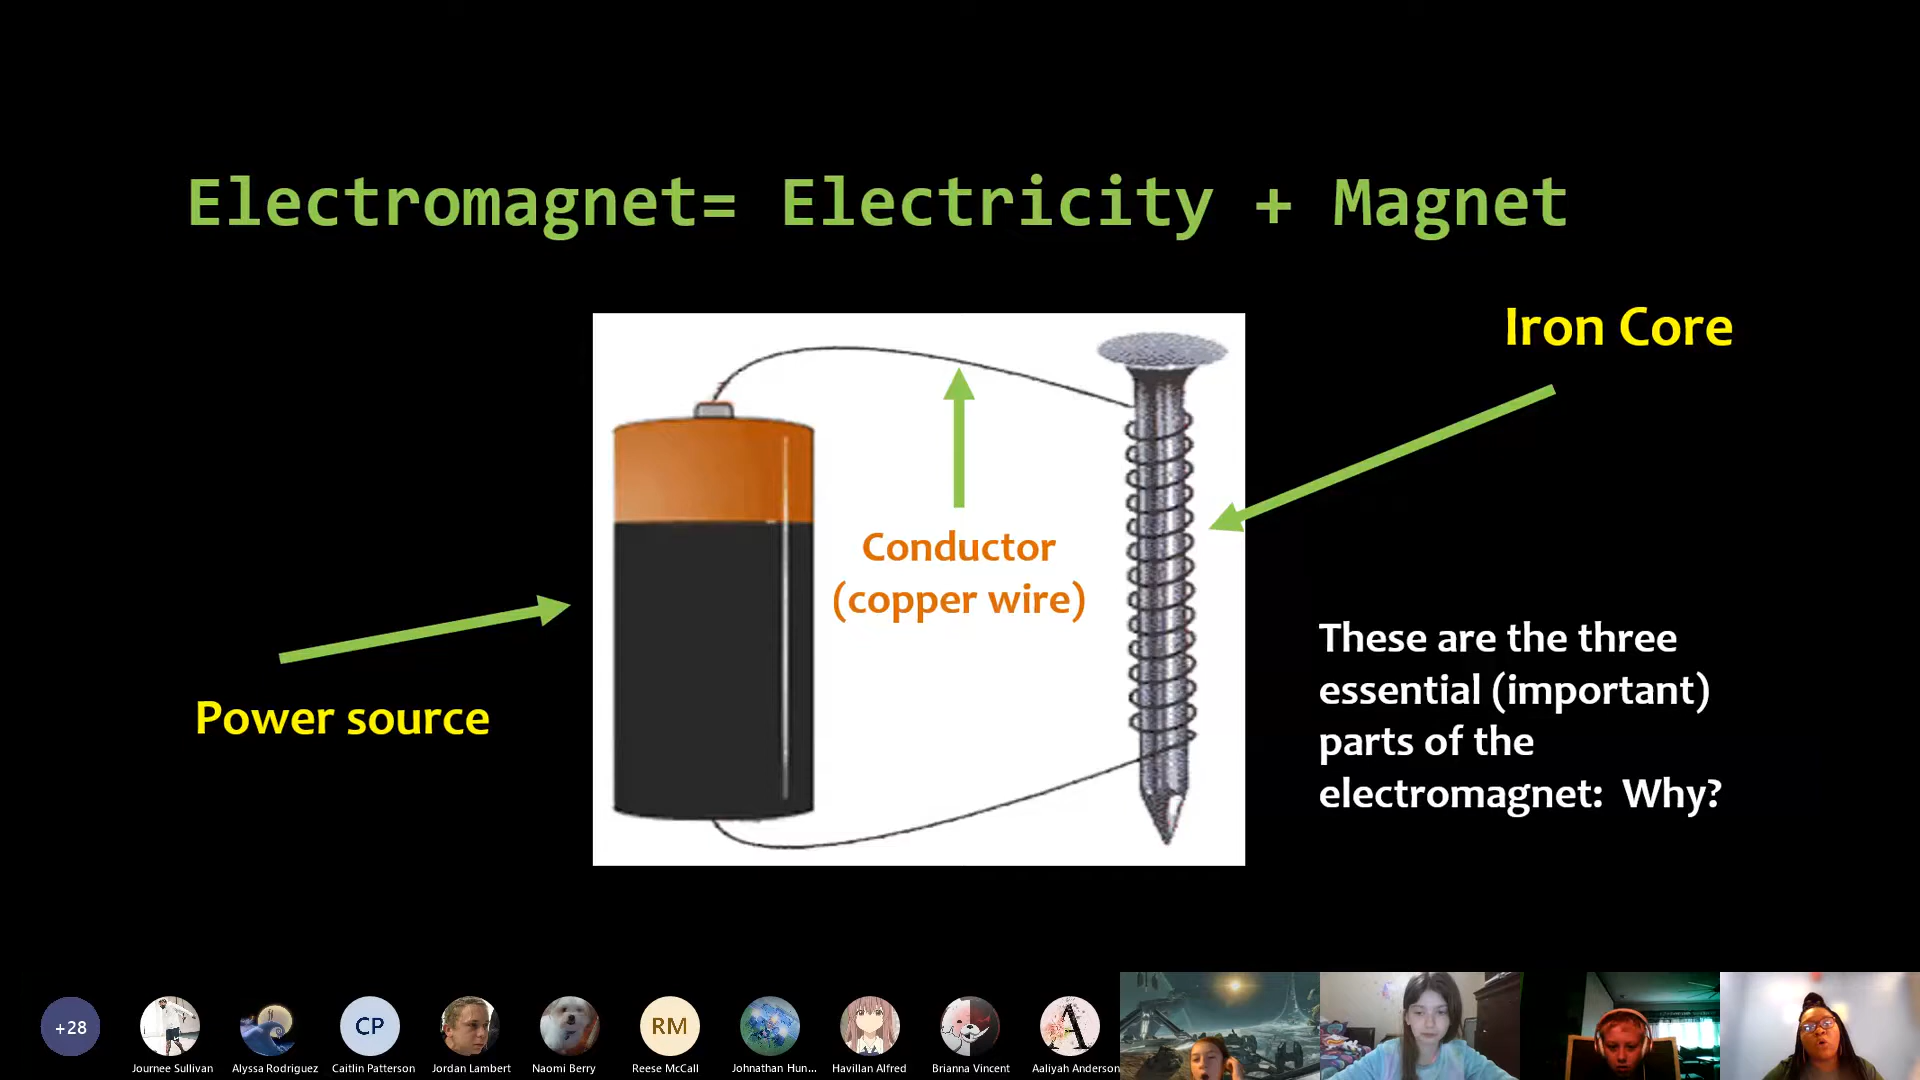 Electromagnet= Electricity + Magnet
Iron Core
Conductor
(copper wire)
Power source
These are the three
essential (important)
parts of the
electromagnet: Why?
+28
CP
RM
A
Journee Sullivan
Alyssa Rodriguez
Caitlin Patterson
Jordan Lambert
Naomi Berry
Reese McCall
Johnathan Hun...
Havillan Alfred
Brianna Vincent
Aaliyah Anderson